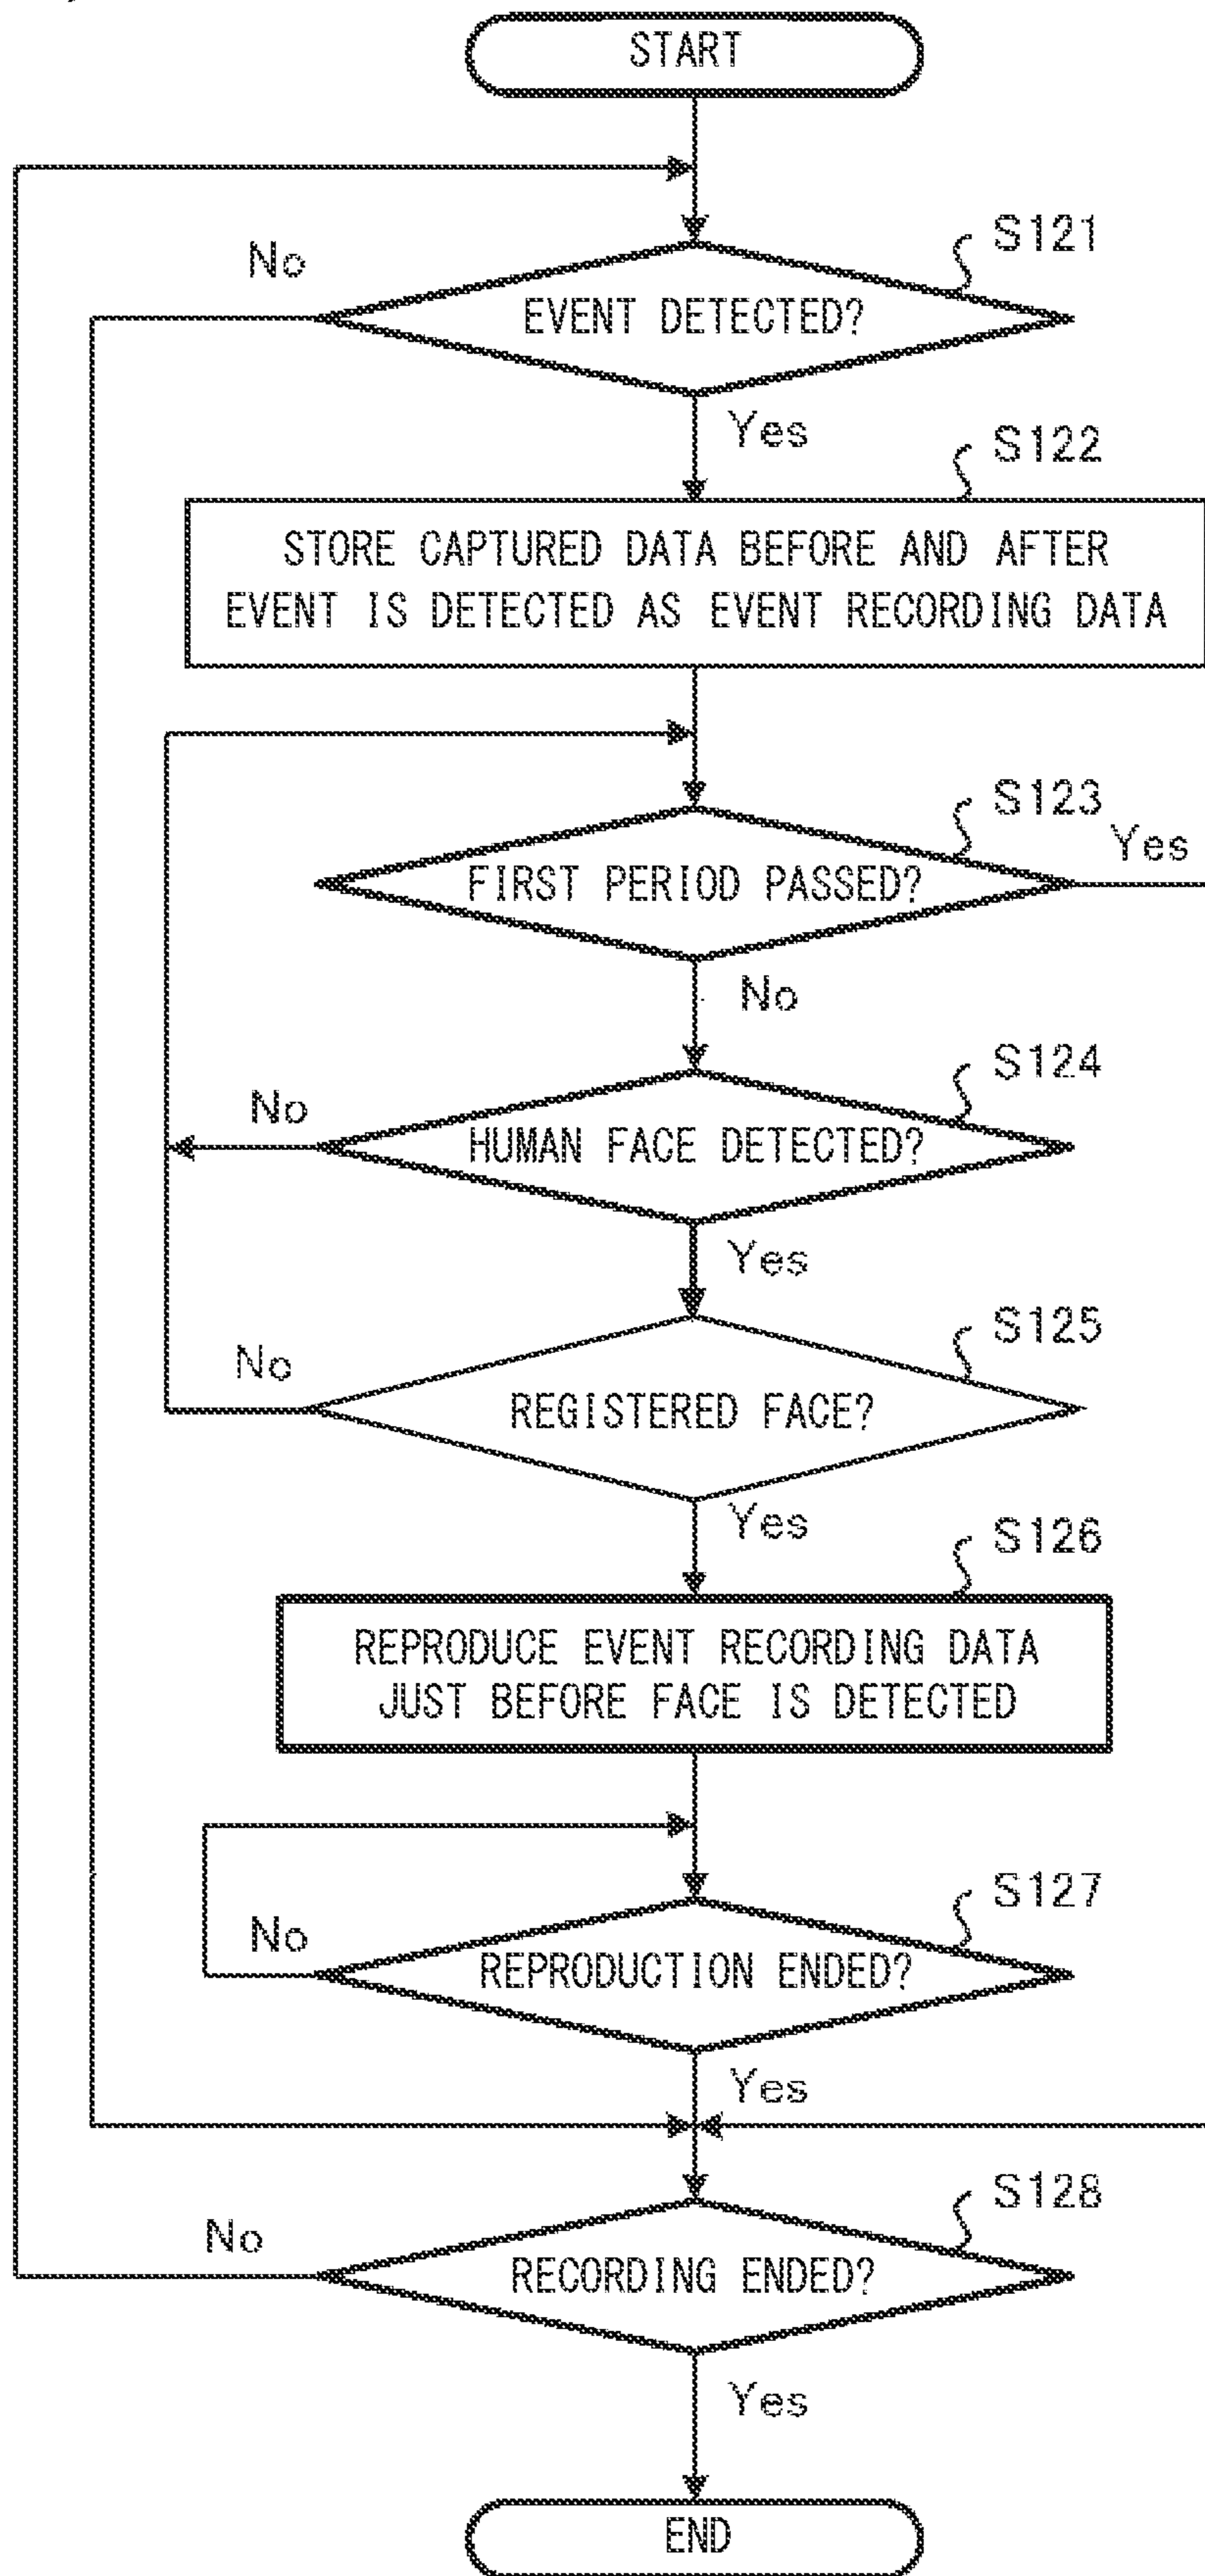 START
S121
No
EVENT DETECTED?
Yes
S122
STORE CAPTURED DATA BEFORE AND AFTER
EVENT IS DETECTED AS EVENT RECORDING DATA
S123
Yes
FIRST PERIOD PASSED?
No
S124
No
HUMAN FACE DETECTED?
Yes
S125
No
REGISTERED FACE?
Yes
S126
REPRODUCE EVENT RECORDING DATA
JUST BEFORE FACE IS DETECTED
S127
No
REPRODUCTION ENDED?
Yes
S128
No
RECORDING ENDED?
Yes
END